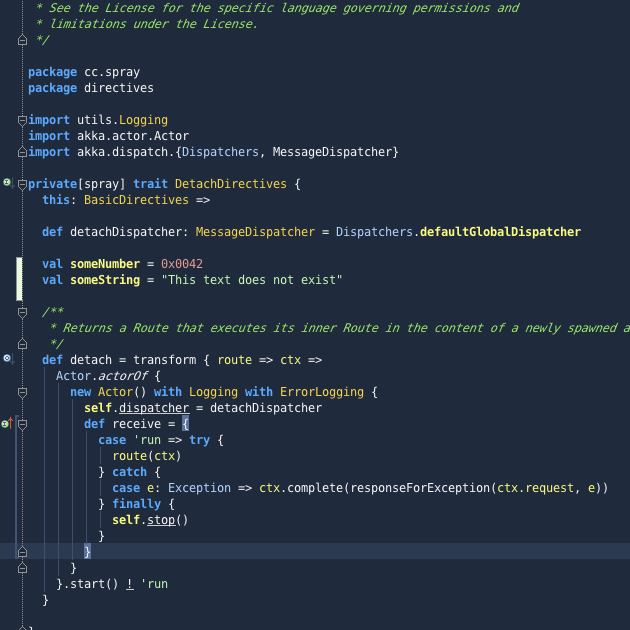 * See the License for the specific language governing permissions and
* limitations under the License.
*/
package cc.spray
package directives
import utils.Logging
import akka.actor.Actor
import akka.dispatch.{Dispatchers, MessageDispatcher}
private[spray] trait DetachDirectives {
this: BasicDirectives =>
def detachDispatcher: MessageDispatcher = Dispatchers.defaultGlobalDispatcher
val someNumber = 0x0042
val someString = "This text does not exist"
/**
* Returns a Route that executes its inner Route in the content of a newly spawned a
*/
def detach = transform { route => ctx =>
Actor.actorOf {
new Actor() with Logging with ErrorLogging {
self.dispatcher = detachDispatcher
def receive = {
case 'run => try {
route(ctx)
} catch {
case e: Exception => ctx.complete(responseForException(ctx.request, e))
} finally {
self.stop()
}
}
}
}.start() ! 'run
}
}